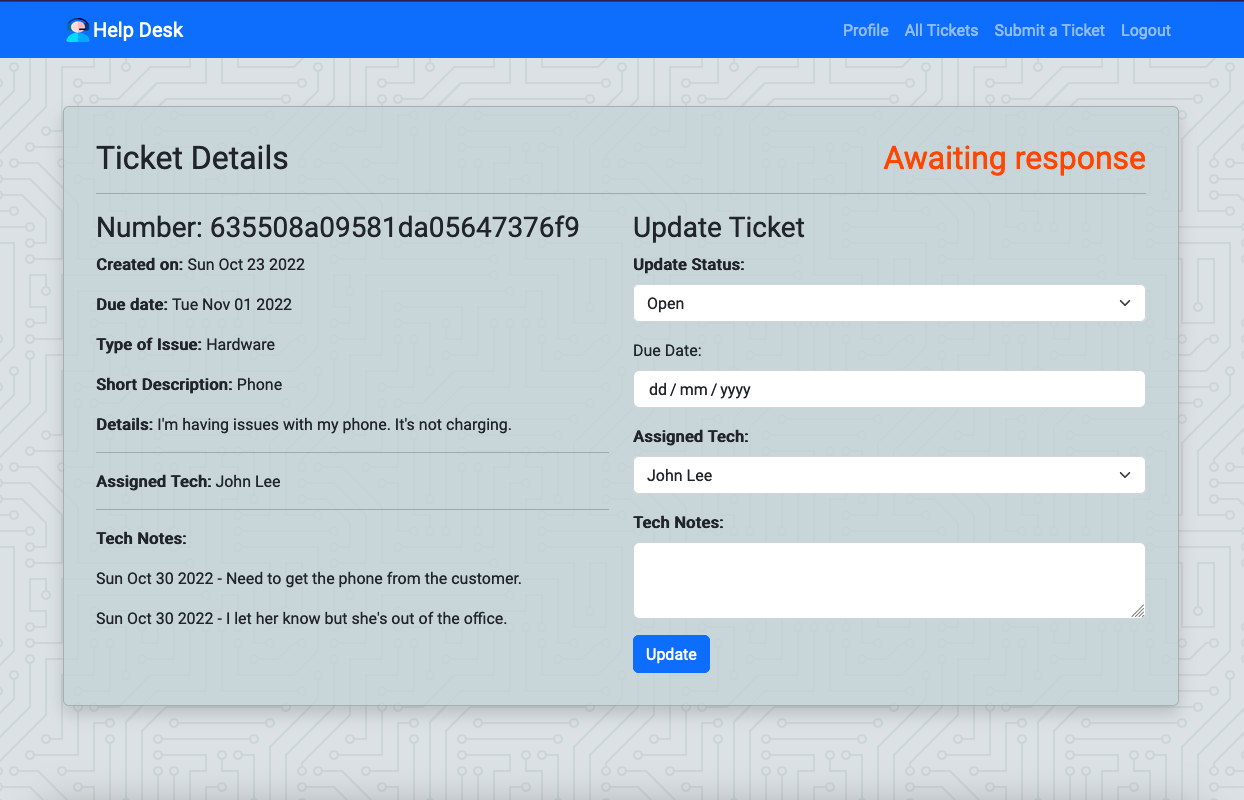 Help Desk
Profile
All Tickets
Submit a Ticket
Logout
Ticket Details
Awaiting response
Number: 635508a09581da05647376f9
Created on: Sun Oct 23 2022
Due date: Tue Nov 01 2022
Type of Issue: Hardware
Short Description: Phone
Details: I'm having issues with my phone. It's not charging.
Assigned Tech: John Lee
Tech Notes:
Sun Oct 30 2022 - Need to get the phone from the customer.
Sun Oct 30 2022 - I let her know but she's out of the office.
Update Ticket
Update Status:
Open
Due Date:
dd / mm / yyyy
Assigned Tech:
John Lee
Tech Notes:
Update